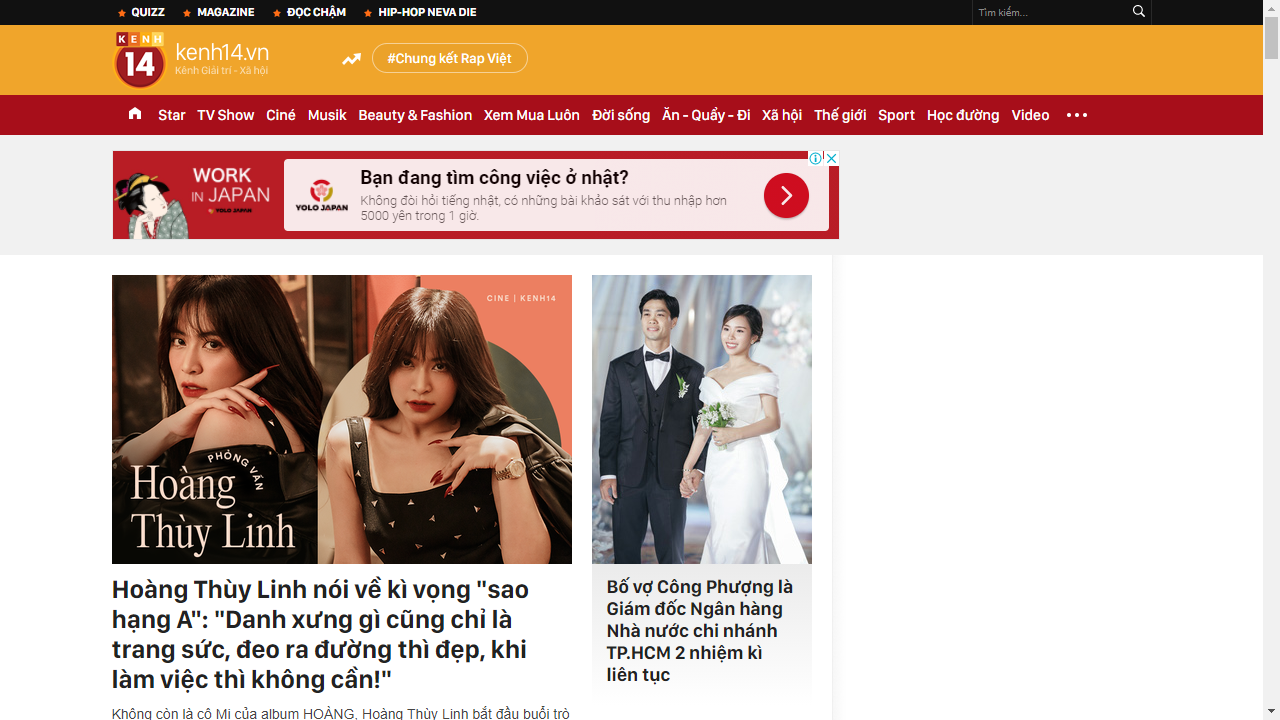 QUIZZ MAGAZINE ĐỌC CHẬM HIP-HOP NEVA DIE Tìm kiếm...
KENH
14
kenh14.vn
Kênh Giải trí - Xã hội
#Chung kết Rap Việt
Star TV Show Ciné Musik Beauty & Fashion Xem Mua Luôn Đời sống Ăn - Quẩy - Đi Xã hội Thế giới Sport Học đường Video
WORK
IN JAPAN
YOLO JAPAN
YOLO JAPAN
Bạn đang tìm công việc ở nhật?
Không đòi hỏi tiếng nhật, có những bài khảo sát với thu nhập hơn
5000 yên trong 1 giờ.
CINE | KENH14
PHỎNG VẤN
Hoàng
Thùy Linh
Hoàng Thùy Linh nói về kì vọng "sao
hạng A": "Danh xưng gì cũng chỉ là
trang sức, đeo ra đường thì đẹp, khi
làm việc thì không cần!"
Không còn là cô Mị của album HOÀNG, Hoàng Thùy Linh bắt đầu buổi trò
Bố vợ Công Phượng là
Giám đốc Ngân hàng
Nhà nước chi nhánh
TP.HCM 2 nhiệm kì
liên tục